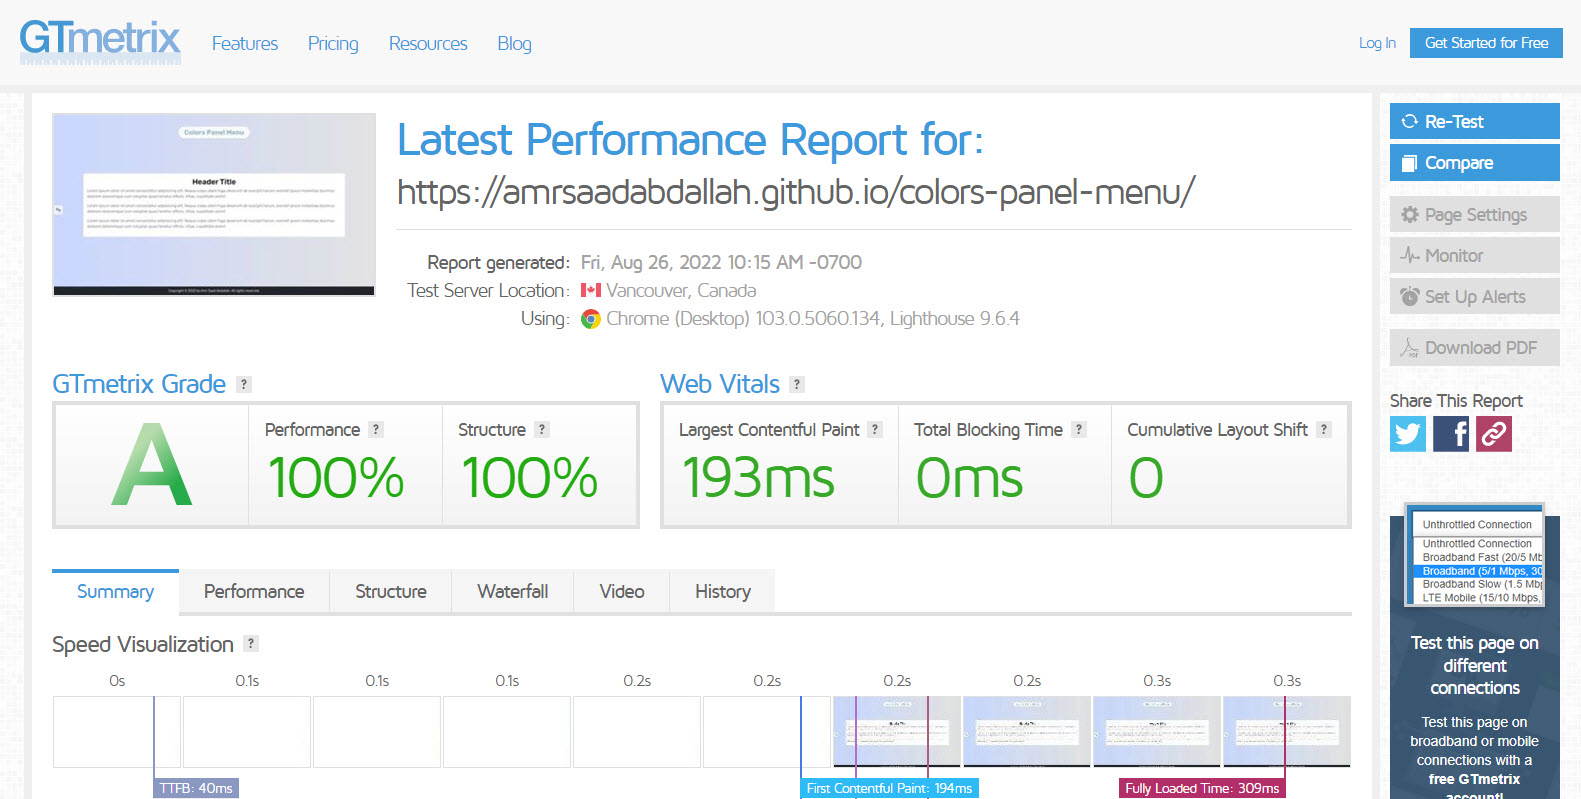 GTmetrix
Features Pricing Resources Blog
Log In Get Started for Free
Colors Panel Menu
Header Title
Latest Performance Report for:
https://amrsaadabdallah.github.io/colors-panel-menu/
Report generated: Fri, Aug 26, 2022 10:15 AM -0700
Test Server Location: Vancouver, Canada
Using: Chrome (Desktop) 103.0.5060.134, Lighthouse 9.6.4
Re-Test
Compare
Page Settings
Monitor
Set Up Alerts
Download PDF
Share This Report
GTmetrix Grade ?
A
Performance ?
100%
Structure ?
100%
Web Vitals ?
Largest Contentful Paint ?
193ms
Total Blocking Time ?
0ms
Cumulative Layout Shift ?
0
Summary Performance Structure Waterfall Video History
Speed Visualization ?
0s 0.1s 0.1s 0.1s 0.2s 0.2s 0.2s 0.2s 0.3s 0.3s
TTFB: 40ms
First Contentful Paint: 194ms
Fully Loaded Time: 309ms
Unthrottled Connection
Unthrottled Connection
Broadband Fast (20/5 Mb
Broadband (5/1 Mbps, 30
Broadband Slow (1.5 Mbp
LTE Mobile (15/10 Mbps,
Test this page on
different
connections
Test this page on
broadband or mobile
connections with a
free GTmetrix
account!